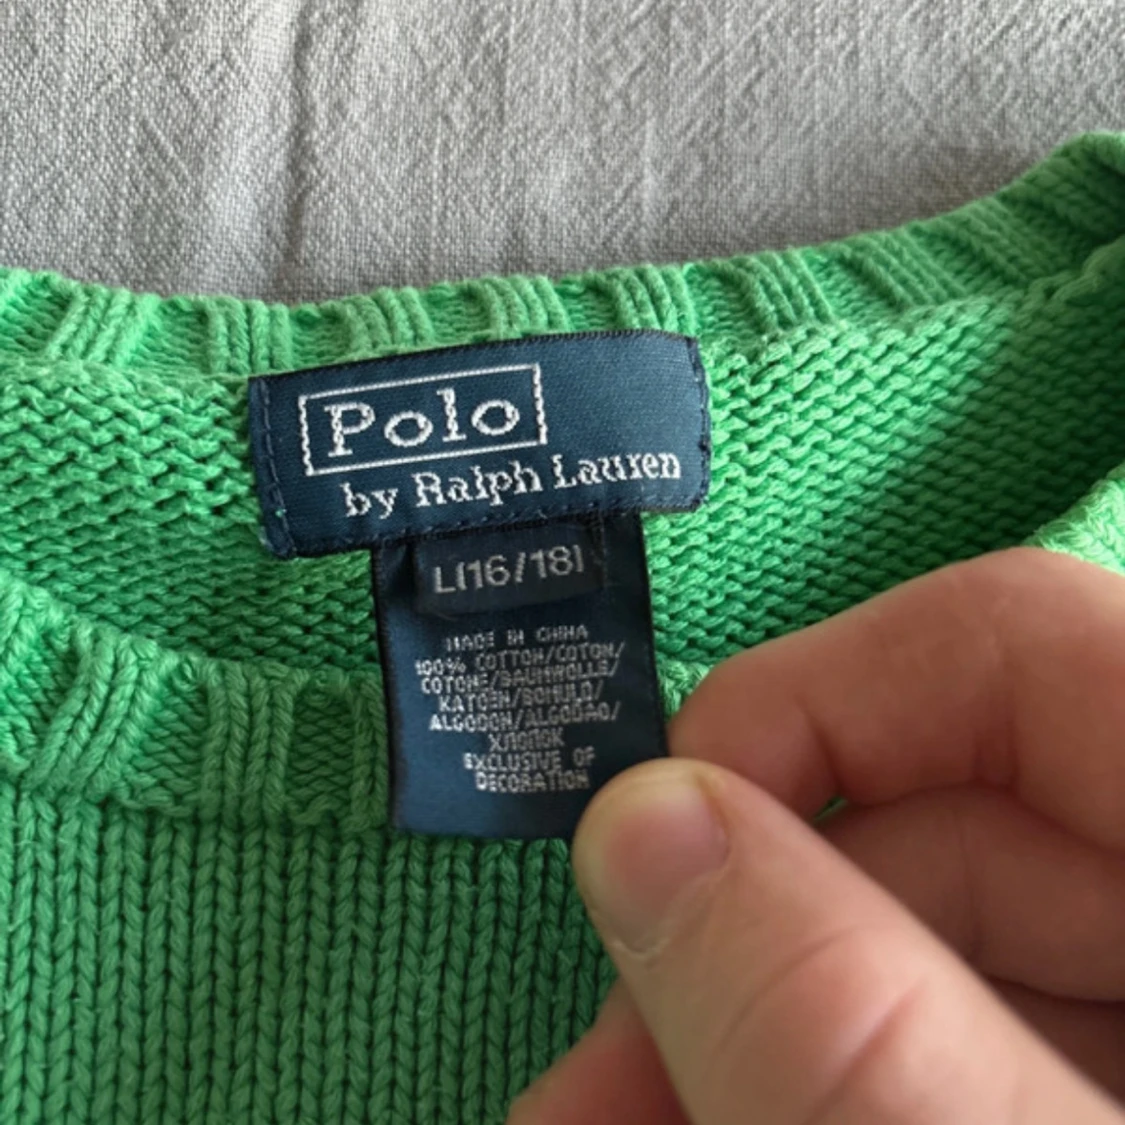 Polo
by Ralph Lauren
L(16/18)
MADE IN CHINA
100% COTTON/COTON/
COTONE/BAUMWOLLE/
KATOEN/BOMULD/
ALGODON/ALGODAO/
ХЛОПОК
EXCLUSIVE OF
DECORATION